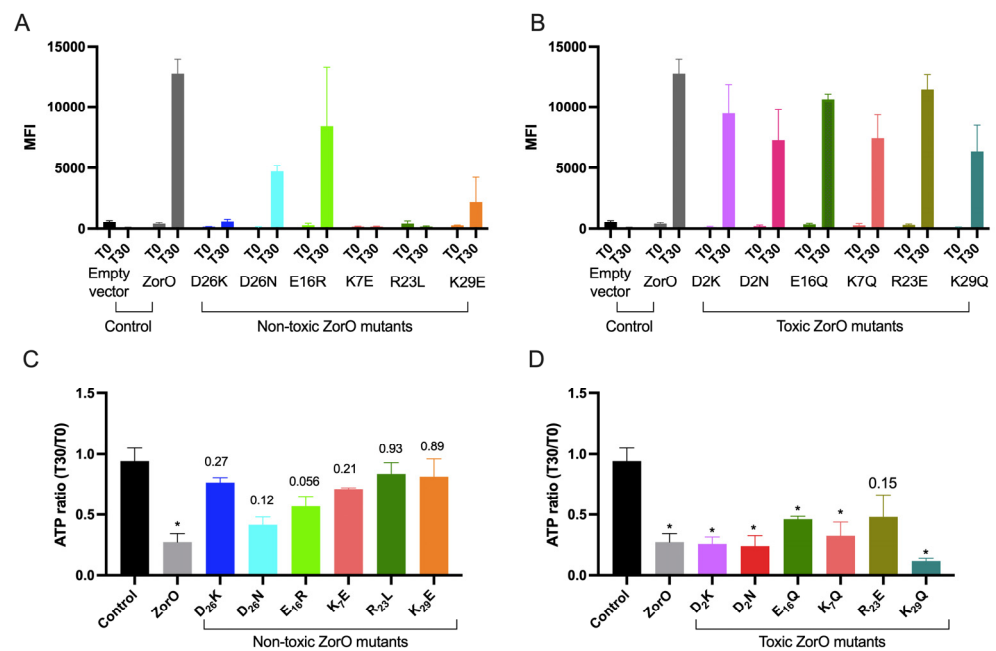 A
15000
10000
5000
0
MFI
T0 T30 T0 T30 T0 T30 T0 T30 T0 T30 T0 T30 T0 T30 T0 T30
Empty vector ZorO D26K D26N E16R K7E R23L K29E
Control Non-toxic ZorO mutants
B
15000
10000
5000
0
MFI
T0 T30 T0 T30 T0 T30 T0 T30 T0 T30 T0 T30 T0 T30 T0 T30
Empty vector ZorO D2K D2N E16Q K7Q R23E K29Q
Control Toxic ZorO mutants
C
1.5
1.0
0.5
0.0
ATP ratio (T30/T0)
* 0.27 0.12 0.056 0.21 0.93 0.89
Control ZorO D26K D26N E16R K7E R23L K29E
Non-toxic ZorO mutants
D
1.5
1.0
0.5
0.0
ATP ratio (T30/T0)
* * * * * 0.15 *
Control ZorO D2K D2N E16Q K7Q R23E K29Q
Toxic ZorO mutants